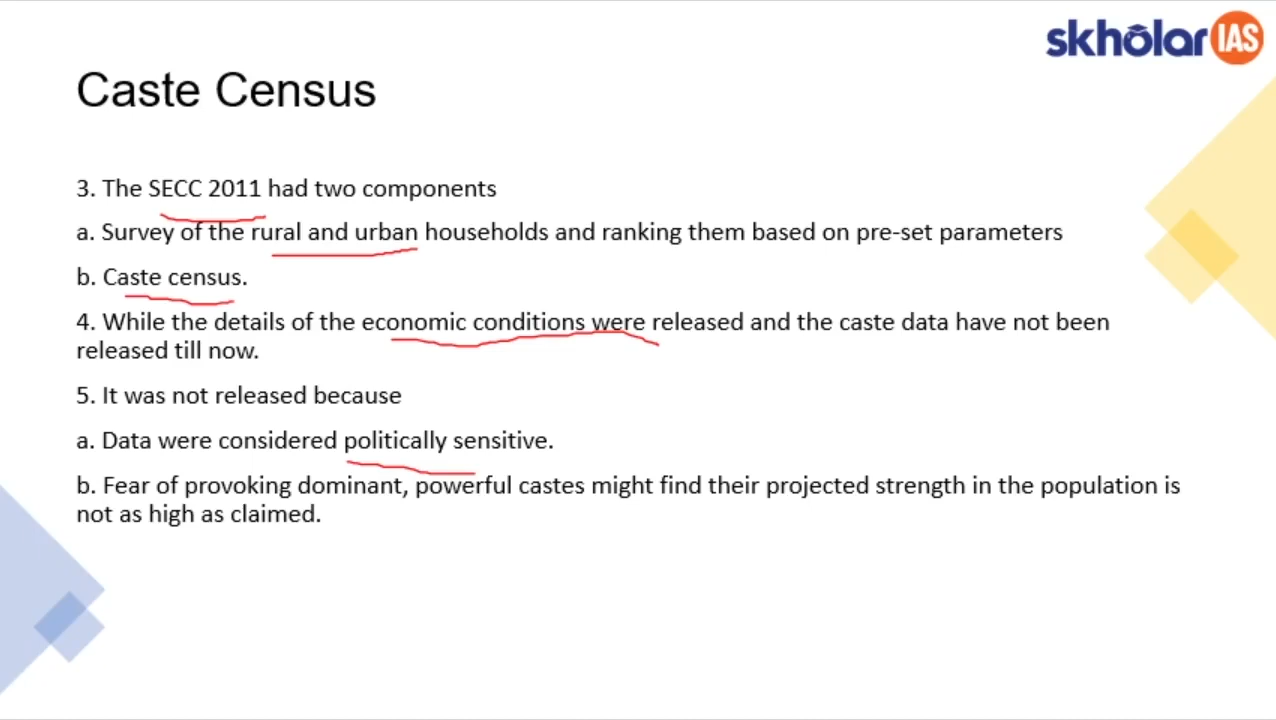 skholar IAS
Caste Census
3. The SECC 2011 had two components
a. Survey of the rural and urban households and ranking them based on pre-set parameters
b. Caste census.
4. While the details of the economic conditions were released and the caste data have not been
released till now.
5. It was not released because
a. Data were considered politically sensitive.
b. Fear of provoking dominant, powerful castes might find their projected strength in the population is
not as high as claimed.